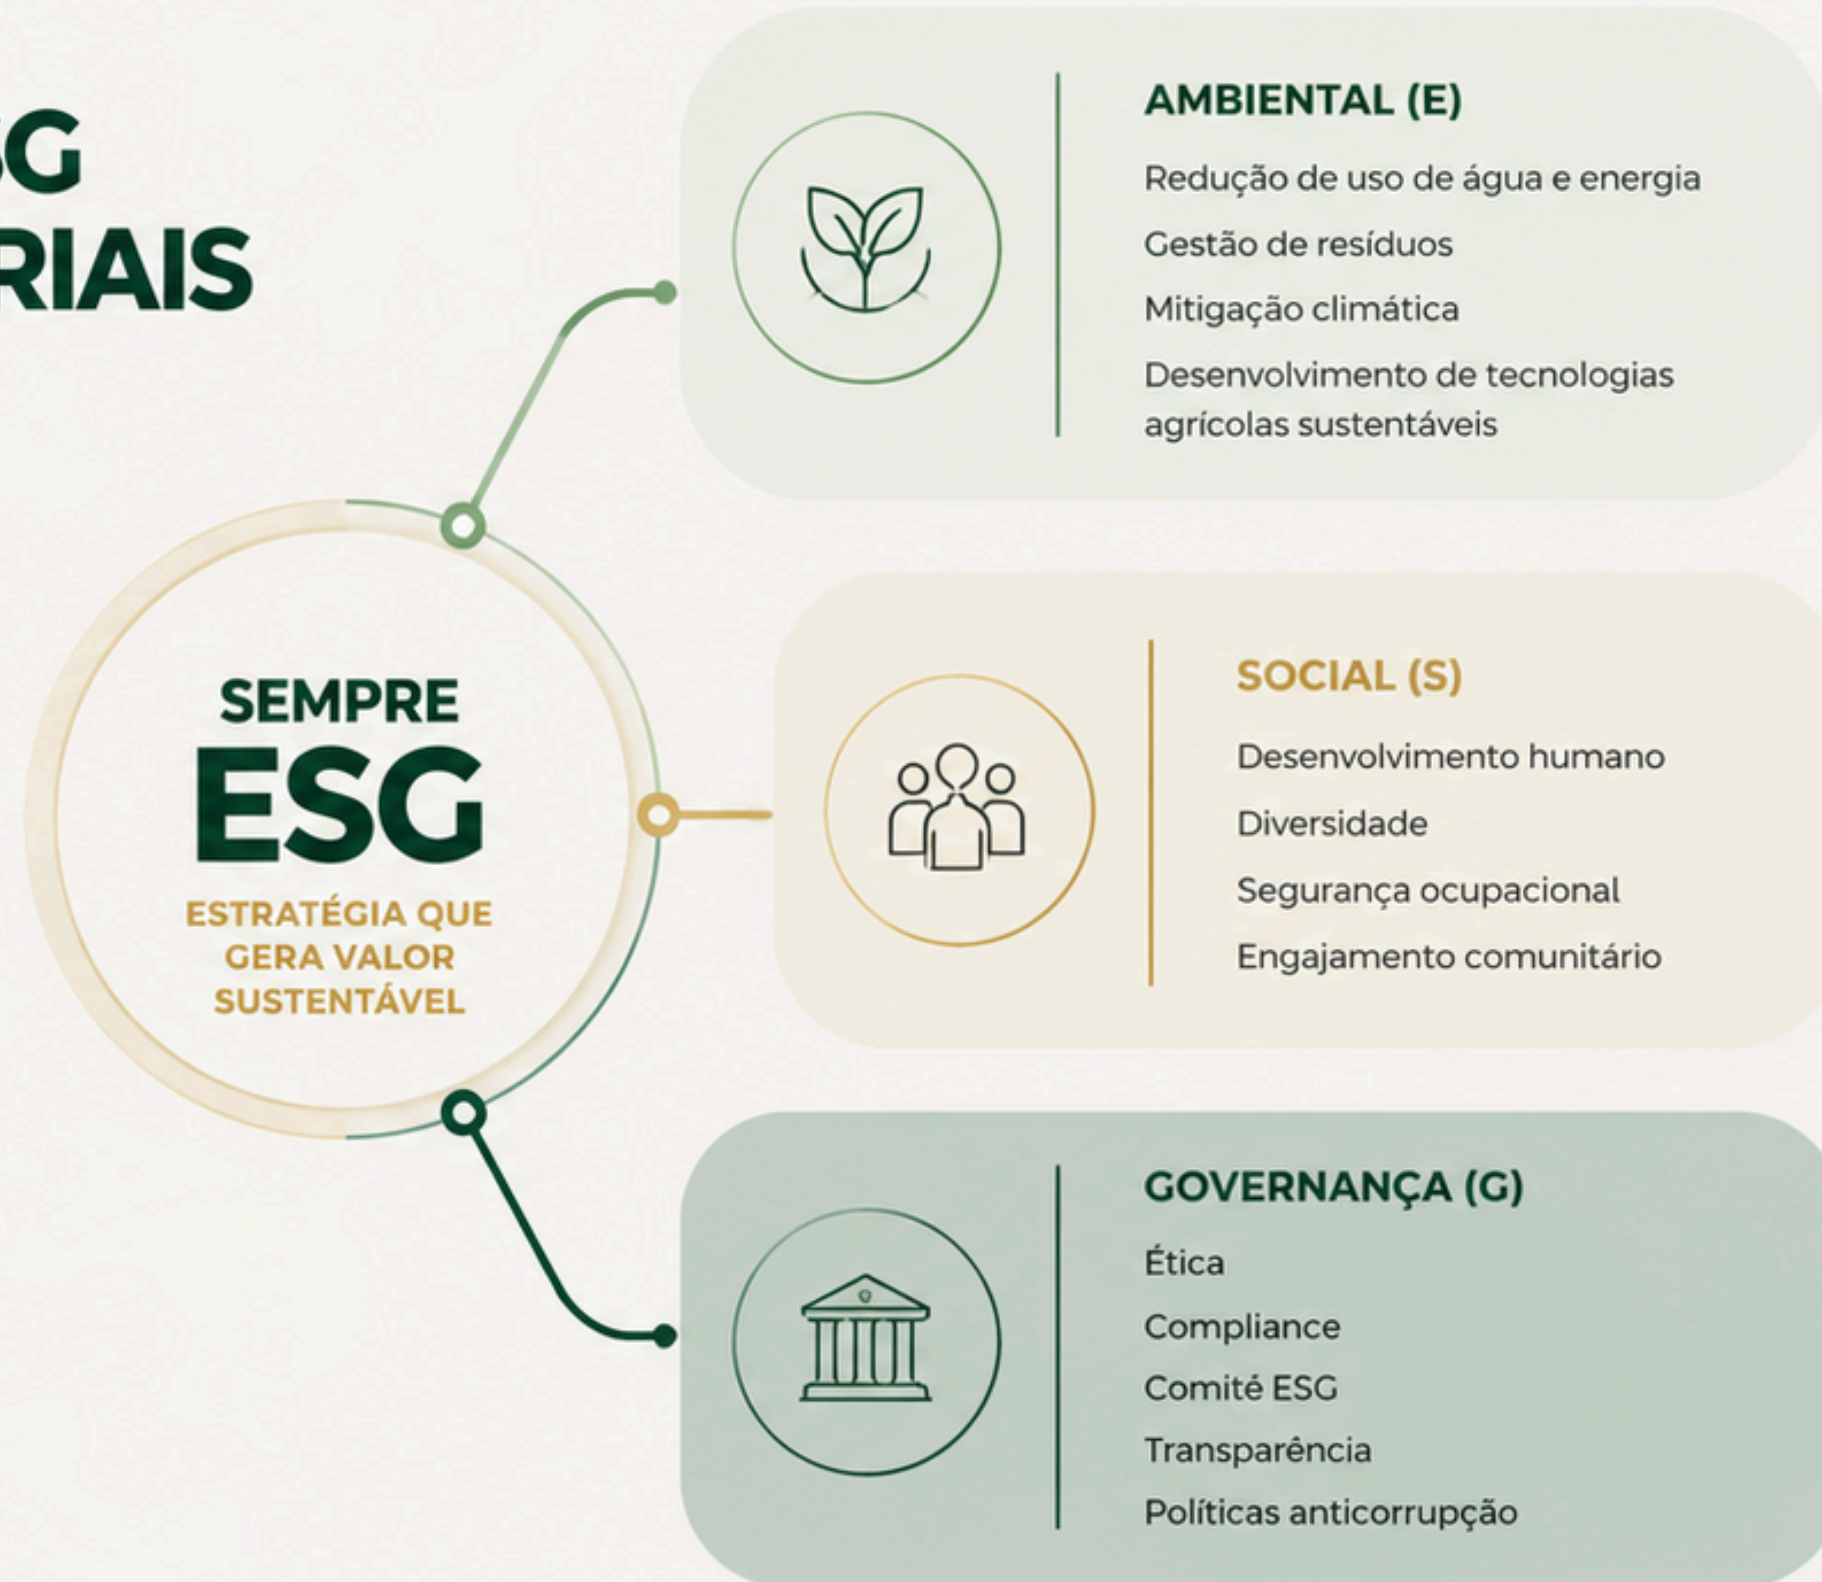 SG
RIAIS
SEMPRE
ESG
ESTRATÉGIA QUE
GERA VALOR
SUSTENTÁVEL
AMBIENTAL (E)
Redução de uso de água e energia
Gestão de resíduos
Mitigação climática
Desenvolvimento de tecnologias
agrícolas sustentáveis
SOCIAL (S)
Desenvolvimento humano
Diversidade
Segurança ocupacional
Engajamento comunitário
GOVERNANÇA (G)
Ética
Compliance
Comité ESG
Transparência
Políticas anticorrupção